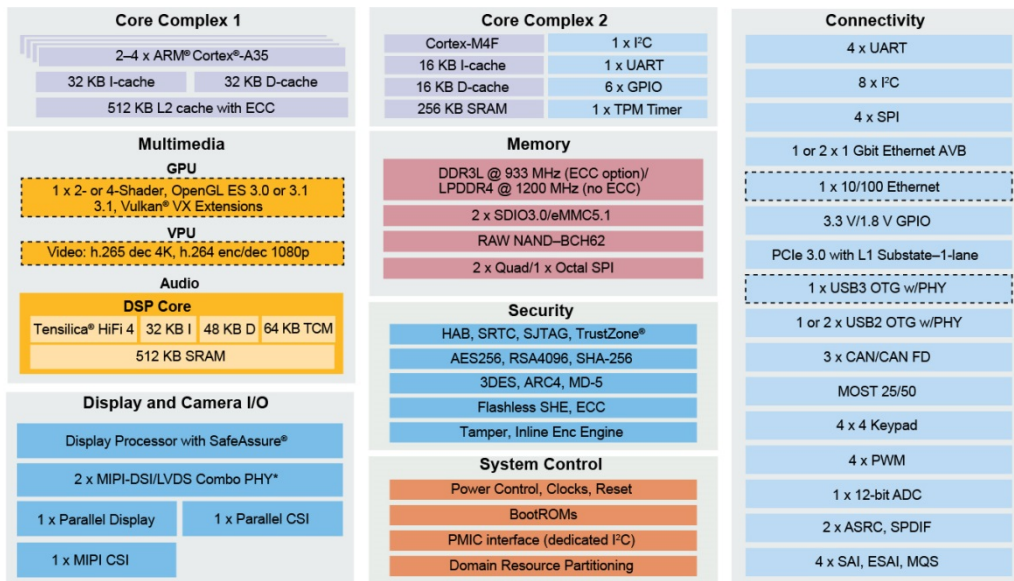 Core Complex 1
2–4 x ARM® Cortex®-A35
32 KB I-cache
32 KB D-cache
512 KB L2 cache with ECC
Multimedia
GPU
1 x 2- or 4-Shader, OpenGL ES 3.0 or 3.1
3.1, Vulkan® VX Extensions
VPU
Video: h.265 dec 4K, h.264 enc/dec 1080p
Audio
DSP Core
Tensilica® HiFi 4
32 KB I
48 KB D
64 KB TCM
512 KB SRAM
Display and Camera I/O
Display Processor with SafeAssure®
2 x MIPI-DSI/LVDS Combo PHY*
1 x Parallel Display
1 x Parallel CSI
1 x MIPI CSI
Core Complex 2
Cortex-M4F
1 x I²C
16 KB I-cache
1 x UART
16 KB D-cache
6 x GPIO
256 KB SRAM
1 x TPM Timer
Memory
DDR3L @ 933 MHz (ECC option)/
LPDDR4 @ 1200 MHz (no ECC)
2 x SDIO3.0/eMMC5.1
RAW NAND–BCH62
2 x Quad/1 x Octal SPI
Security
HAB, SRTC, SJTAG, TrustZone®
AES256, RSA4096, SHA-256
3DES, ARC4, MD-5
Flashless SHE, ECC
Tamper, Inline Enc Engine
System Control
Power Control, Clocks, Reset
BootROMs
PMIC interface (dedicated I²C)
Domain Resource Partitioning
Connectivity
4 x UART
8 x I²C
4 x SPI
1 or 2 x 1 Gbit Ethernet AVB
1 x 10/100 Ethernet
3.3 V/1.8 V GPIO
PCIe 3.0 with L1 Substate–1-lane
1 x USB3 OTG w/PHY
1 or 2 x USB2 OTG w/PHY
3 x CAN/CAN FD
MOST 25/50
4 x 4 Keypad
4 x PWM
1 x 12-bit ADC
2 x ASRC, SPDIF
4 x SAI, ESAI, MQS